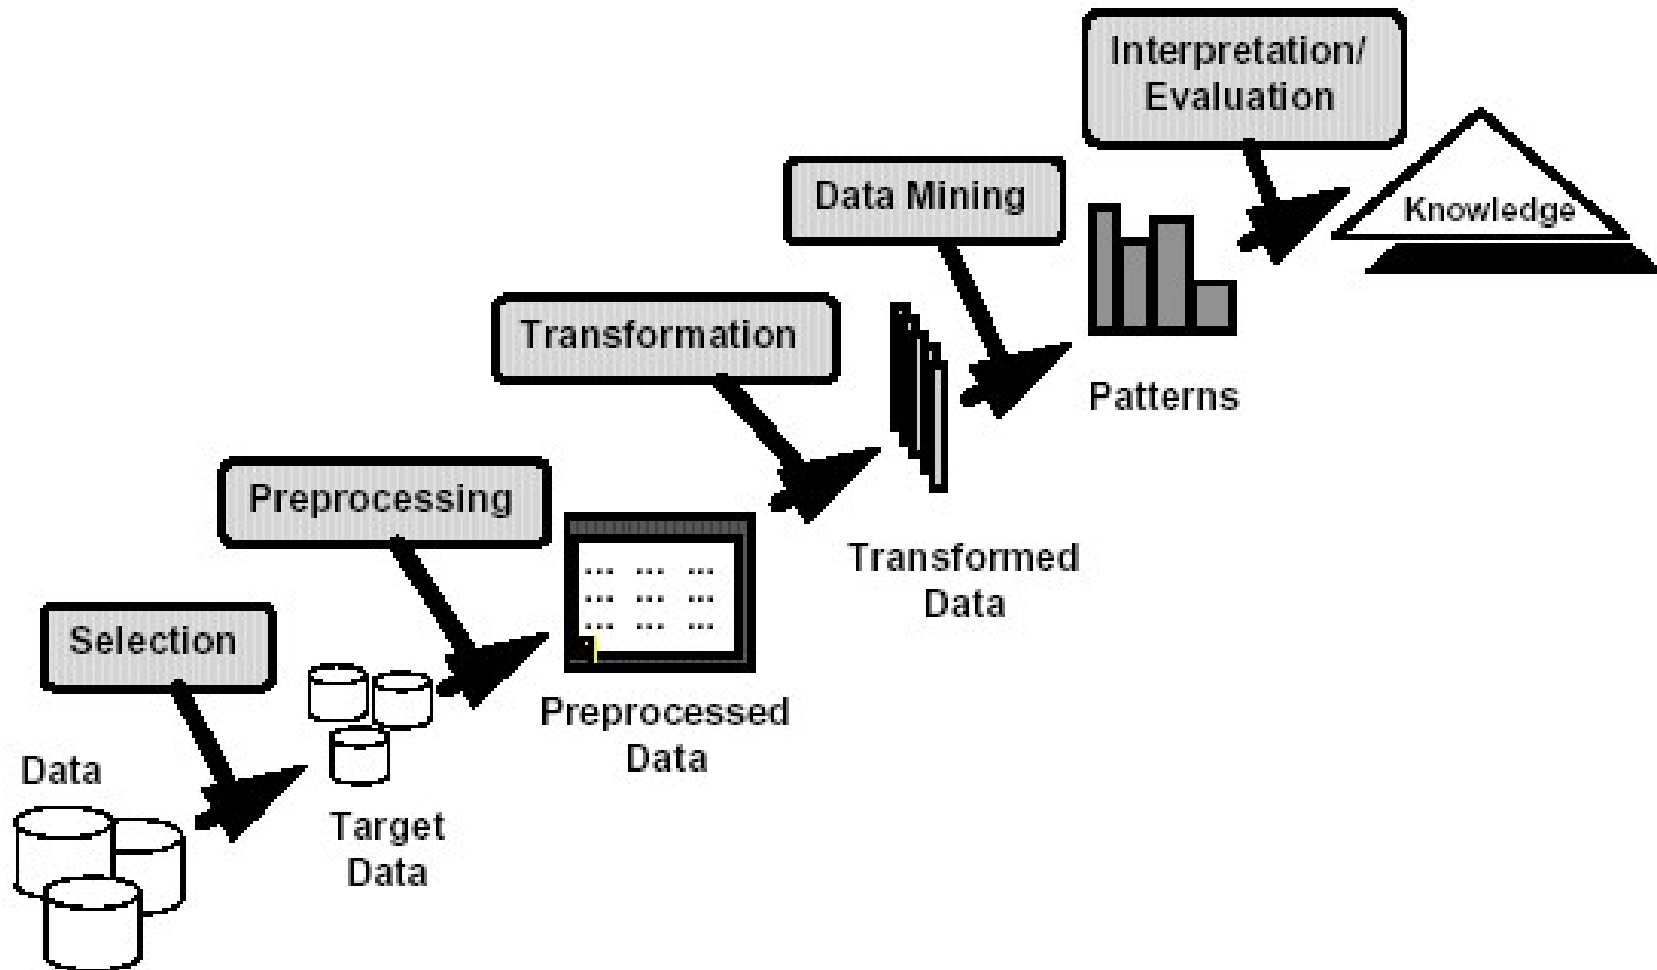 Interpretation/
Evaluation
Data Mining
Knowledge
Transformation
Patterns
Preprocessing
Transformed
Data
Selection
Preprocessed
Data
Data
Target
Data